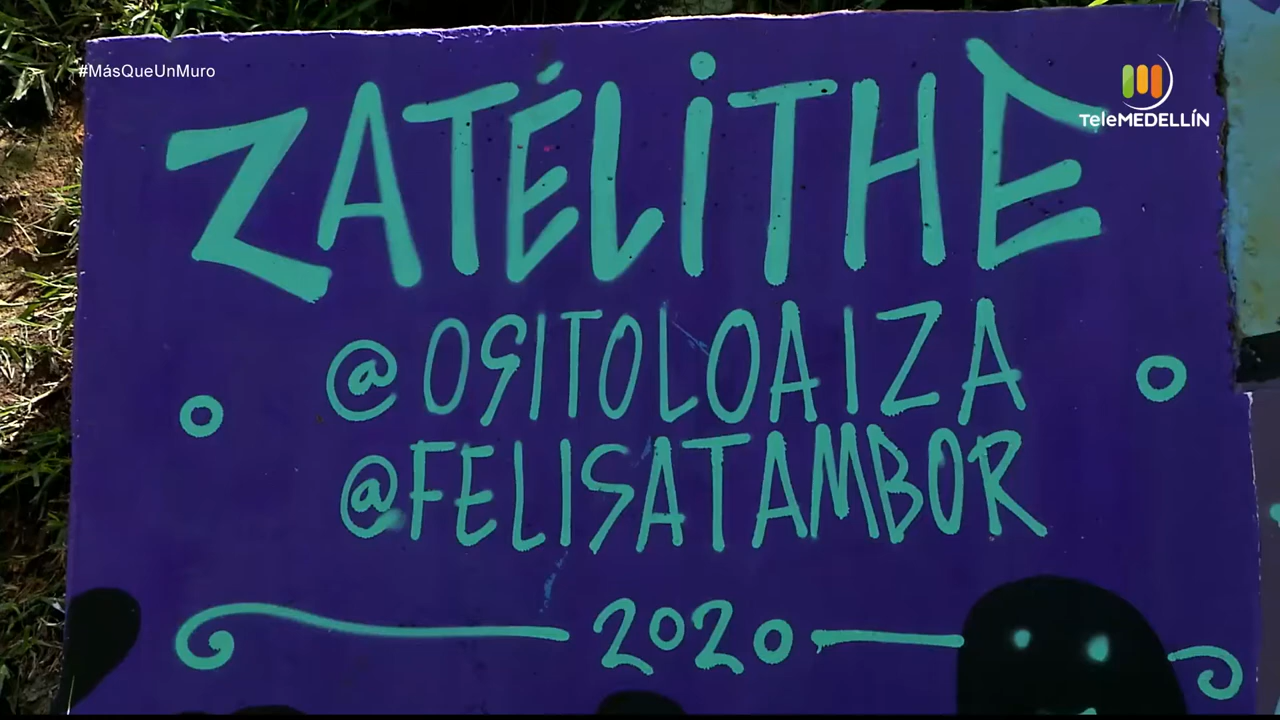 #MásQueUnMuro
TeleMEDELLÍN
ZATÉLITHE
@OSITOLOAIZA
@FELISATAMBOR
2020